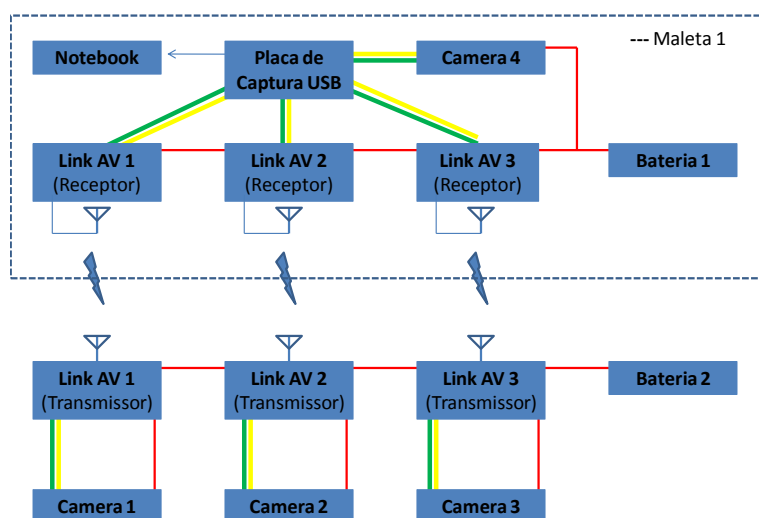 --- Maleta 1
Notebook
Placa de
Captura USB
Camera 4
Link AV 1
(Receptor)
Link AV 2
(Receptor)
Link AV 3
(Receptor)
Bateria 1
Link AV 1
(Transmissor)
Link AV 2
(Transmissor)
Link AV 3
(Transmissor)
Bateria 2
Camera 1
Camera 2
Camera 3